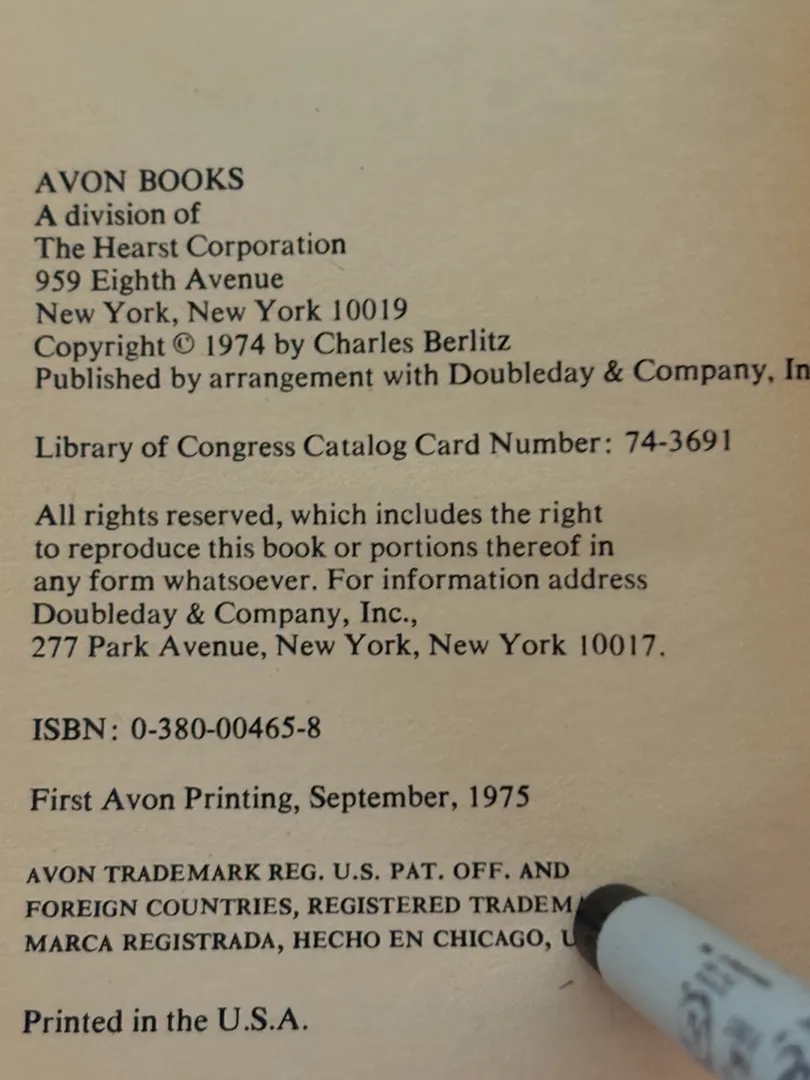 AVON BOOKS
A division of
The Hearst Corporation
959 Eighth Avenue
New York, New York 10019
Copyright © 1974 by Charles Berlitz
Published by arrangement with Doubleday & Company, In
Library of Congress Catalog Card Number: 74-3691
All rights reserved, which includes the right
to reproduce this book or portions thereof in
any form whatsoever. For information address
Doubleday & Company, Inc.,
277 Park Avenue, New York, New York 10017.
ISBN: 0-380-00465-8
First Avon Printing, September, 1975
AVON TRADEMARK REG. U.S. PAT. OFF. AND
FOREIGN COUNTRIES, REGISTERED
MARCA REGISTRADA, HECHO EN CHICAGO,
Printed in the U.S.A.